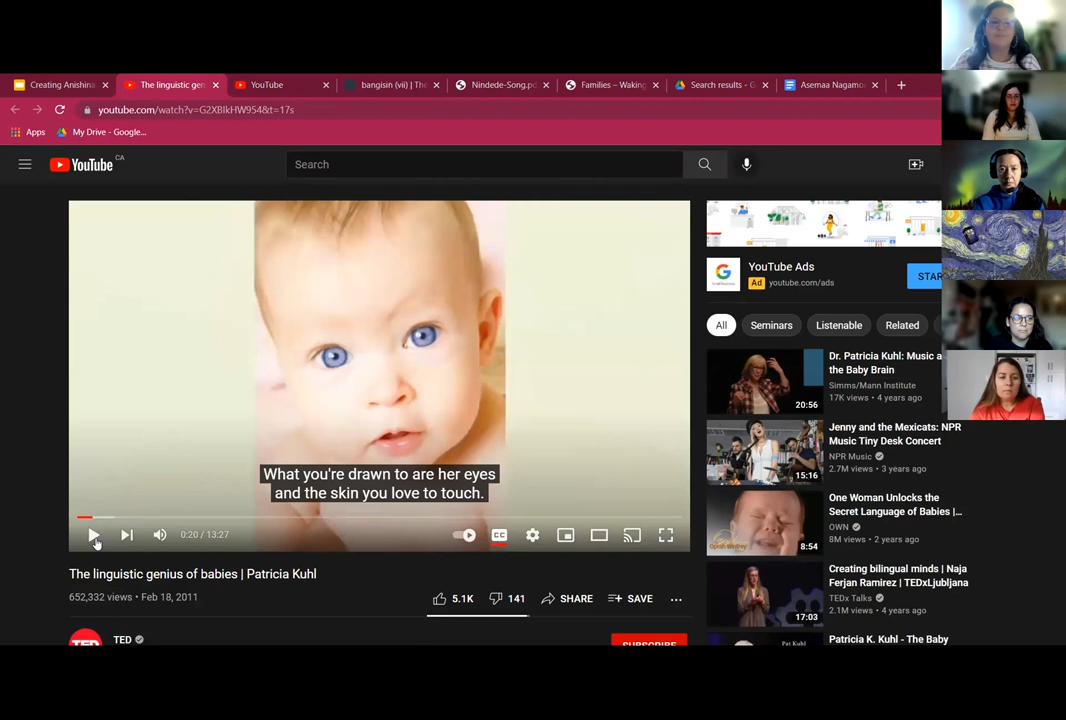 Creating Anishina
The linguistic gen
YouTube
bangisin (vii) | The
Nindede-Song.p
Families – Waking
Search results - G
Asemaa Nagamo
youtube.com/watch?v=G2XBIkHW954&t=17s
Apps
My Drive - Google...
YouTube CA
Search
What you're drawn to are her eyes
and the skin you love to touch.
CC
0:20 / 13:27
The linguistic genius of babies | Patricia Kuhl
652,332 views • Feb 18, 2011
5.1K
141
SHARE
SAVE
...
TED
TED
SUBSCRIBE
YouTube Ads
Ad youtube.com/ads
STAR
All
Seminars
Listenable
Related
Dr. Patricia Kuhl: Music a
the Baby Brain
Simms/Mann Institute
17K views • 4 years ago
20:56
Jenny and the Mexicats: NPR
Music Tiny Desk Concert
NPR Music
2.7M views • 3 years ago
15:16
One Woman Unlocks the
Secret Language of Babies |...
OWN
8M views • 2 years ago
8:54
Creating bilingual minds | Naja
Ferjan Ramirez | TEDxLjubljana
TEDx Talks
2.1M views • 4 years ago
17:03
Patricia K. Kuhl - The Baby
Pat Kuhl